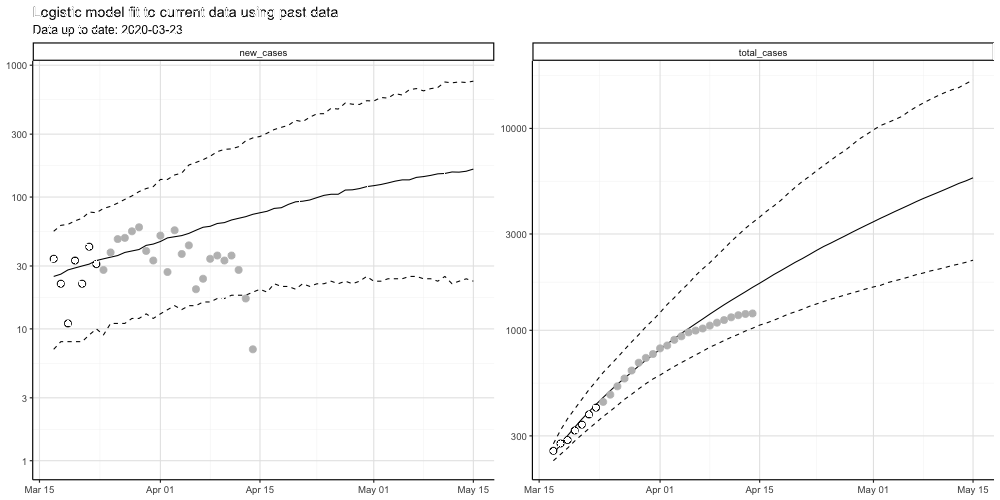 Logistic model fit to current data using past data
Data up to date: 2020-03-23
new_cases
total_cases
1000
300
100
30
10
3
1
10000
3000
1000
300
Mar 15
Apr 01
Apr 15
May 01
May 15
Mar 15
Apr 01
Apr 15
May 01
May 15